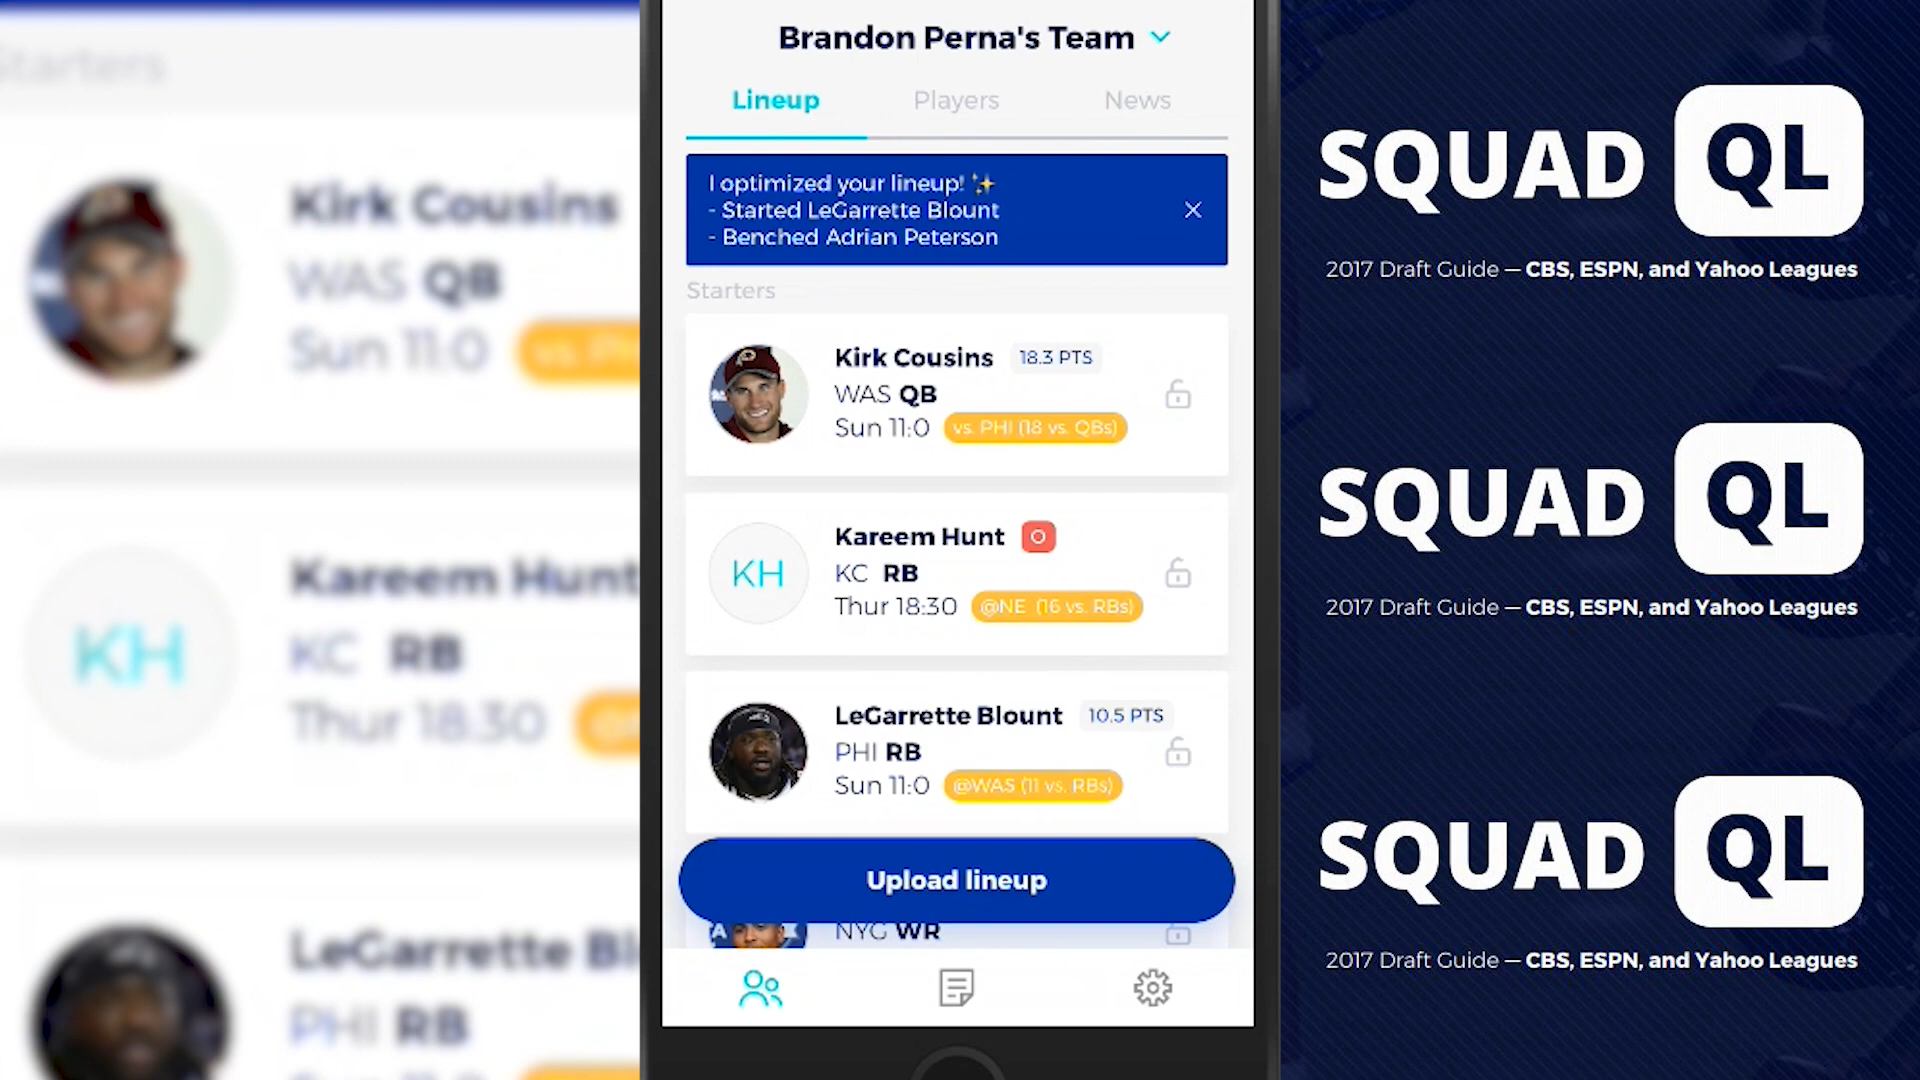 Starters
Kirk Cousins
WAS QB
Sun 11:0
vs. PH
KH
Kareem Hunt
KC RB
Thur 18:30
LeGarrette Bl
PHI RB
Brandon Perna's Team
Lineup Players News
I optimized your lineup! ✨
- Started LeGarrette Blount
- Benched Adrian Peterson
Starters
Kirk Cousins 18.3 PTS
WAS QB
Sun 11:0 vs. PHI (18 vs. QBs)
KH
Kareem Hunt O
KC RB
Thur 18:30 @NE (16 vs. RBs)
LeGarrette Blount 10.5 PTS
PHI RB
Sun 11:0 @WAS (11 vs. RBs)
Upload lineup
NYG WR
SQUAD QL
2017 Draft Guide — CBS, ESPN, and Yahoo Leagues
SQUAD QL
2017 Draft Guide — CBS, ESPN, and Yahoo Leagues
SQUAD QL
2017 Draft Guide — CBS, ESPN, and Yahoo Leagues